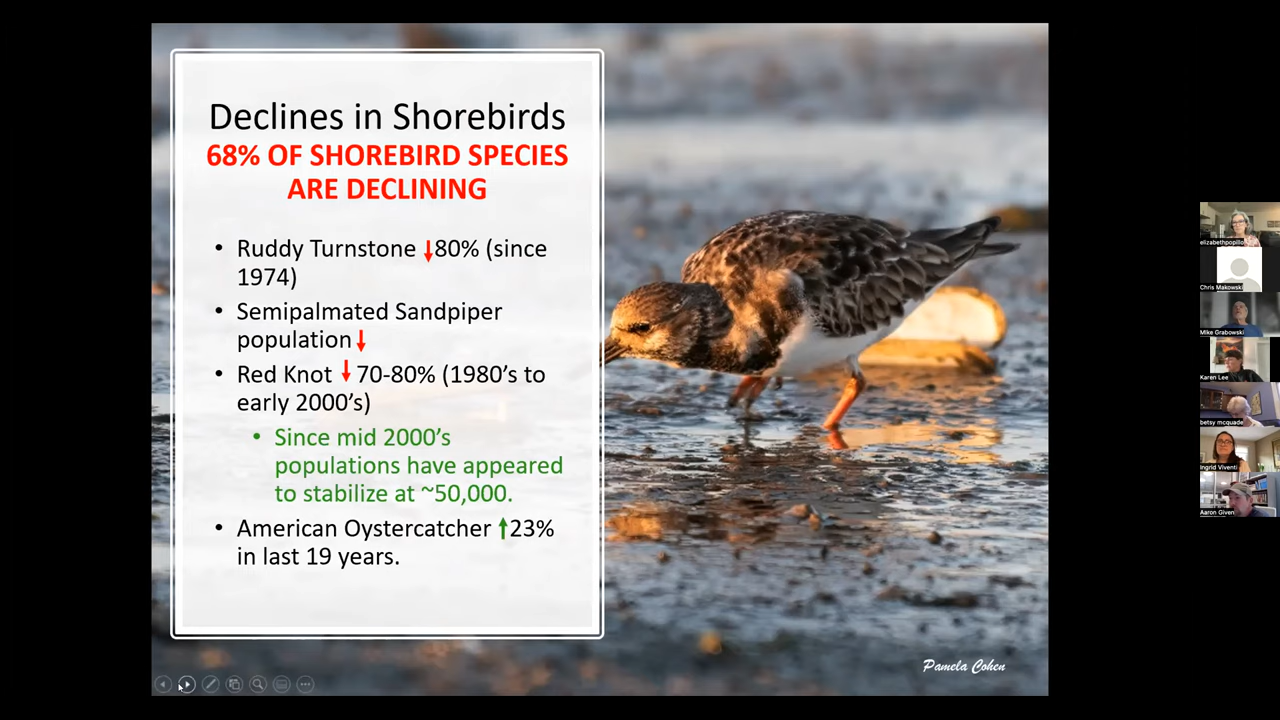 Declines in Shorebirds
68% OF SHOREBIRD SPECIES
ARE DECLINING
• Ruddy Turnstone ↓80% (since
1974)
• Semipalmated Sandpiper
population↓
• Red Knot ↓ 70-80% (1980's to
early 2000's)
• Since mid 2000's
populations have appeared
to stabilize at ~50,000.
• American Oystercatcher ↑23%
in last 19 years.
Pamela Cohen
elizabethpopillo
Chris Makowski
Mike Grabowski
Karen Lee
betsy mcquade
Ingrid Viventi
Aaron Given